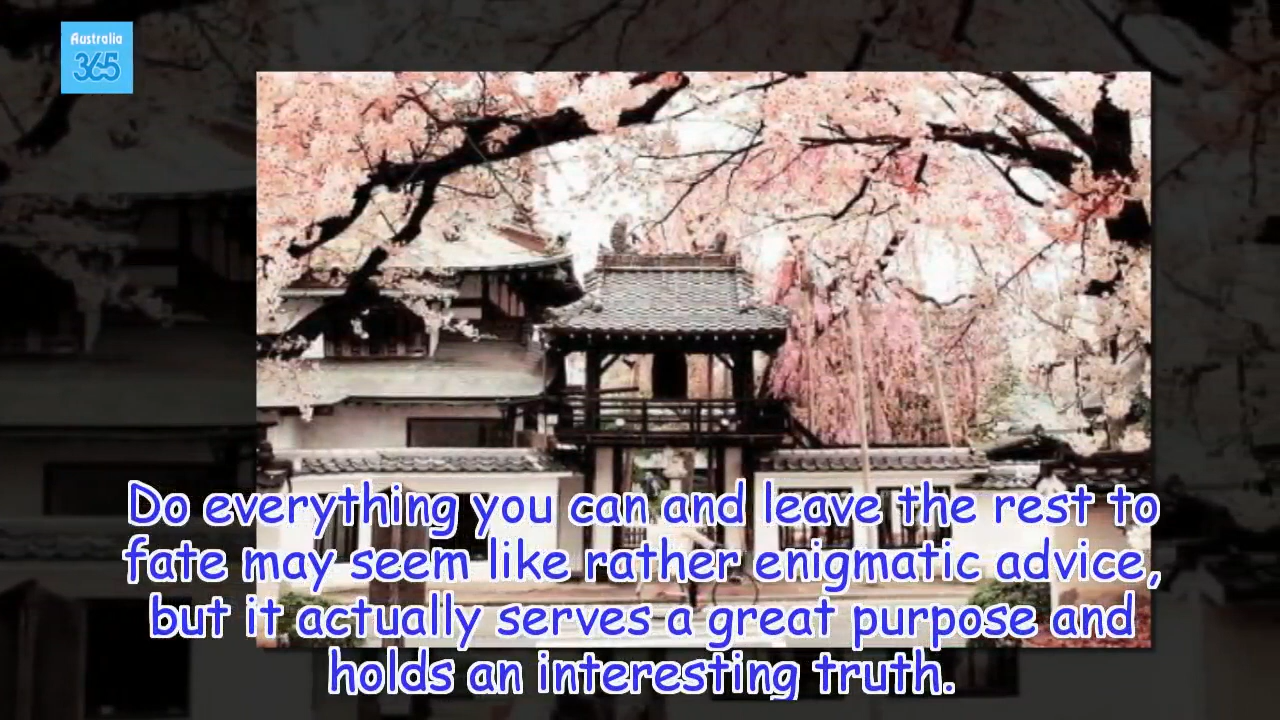 Australia
365
Do everything you can and leave the rest to
fate may seem like rather enigmatic advice,
but it actually serves a great purpose and
holds an interesting truth.